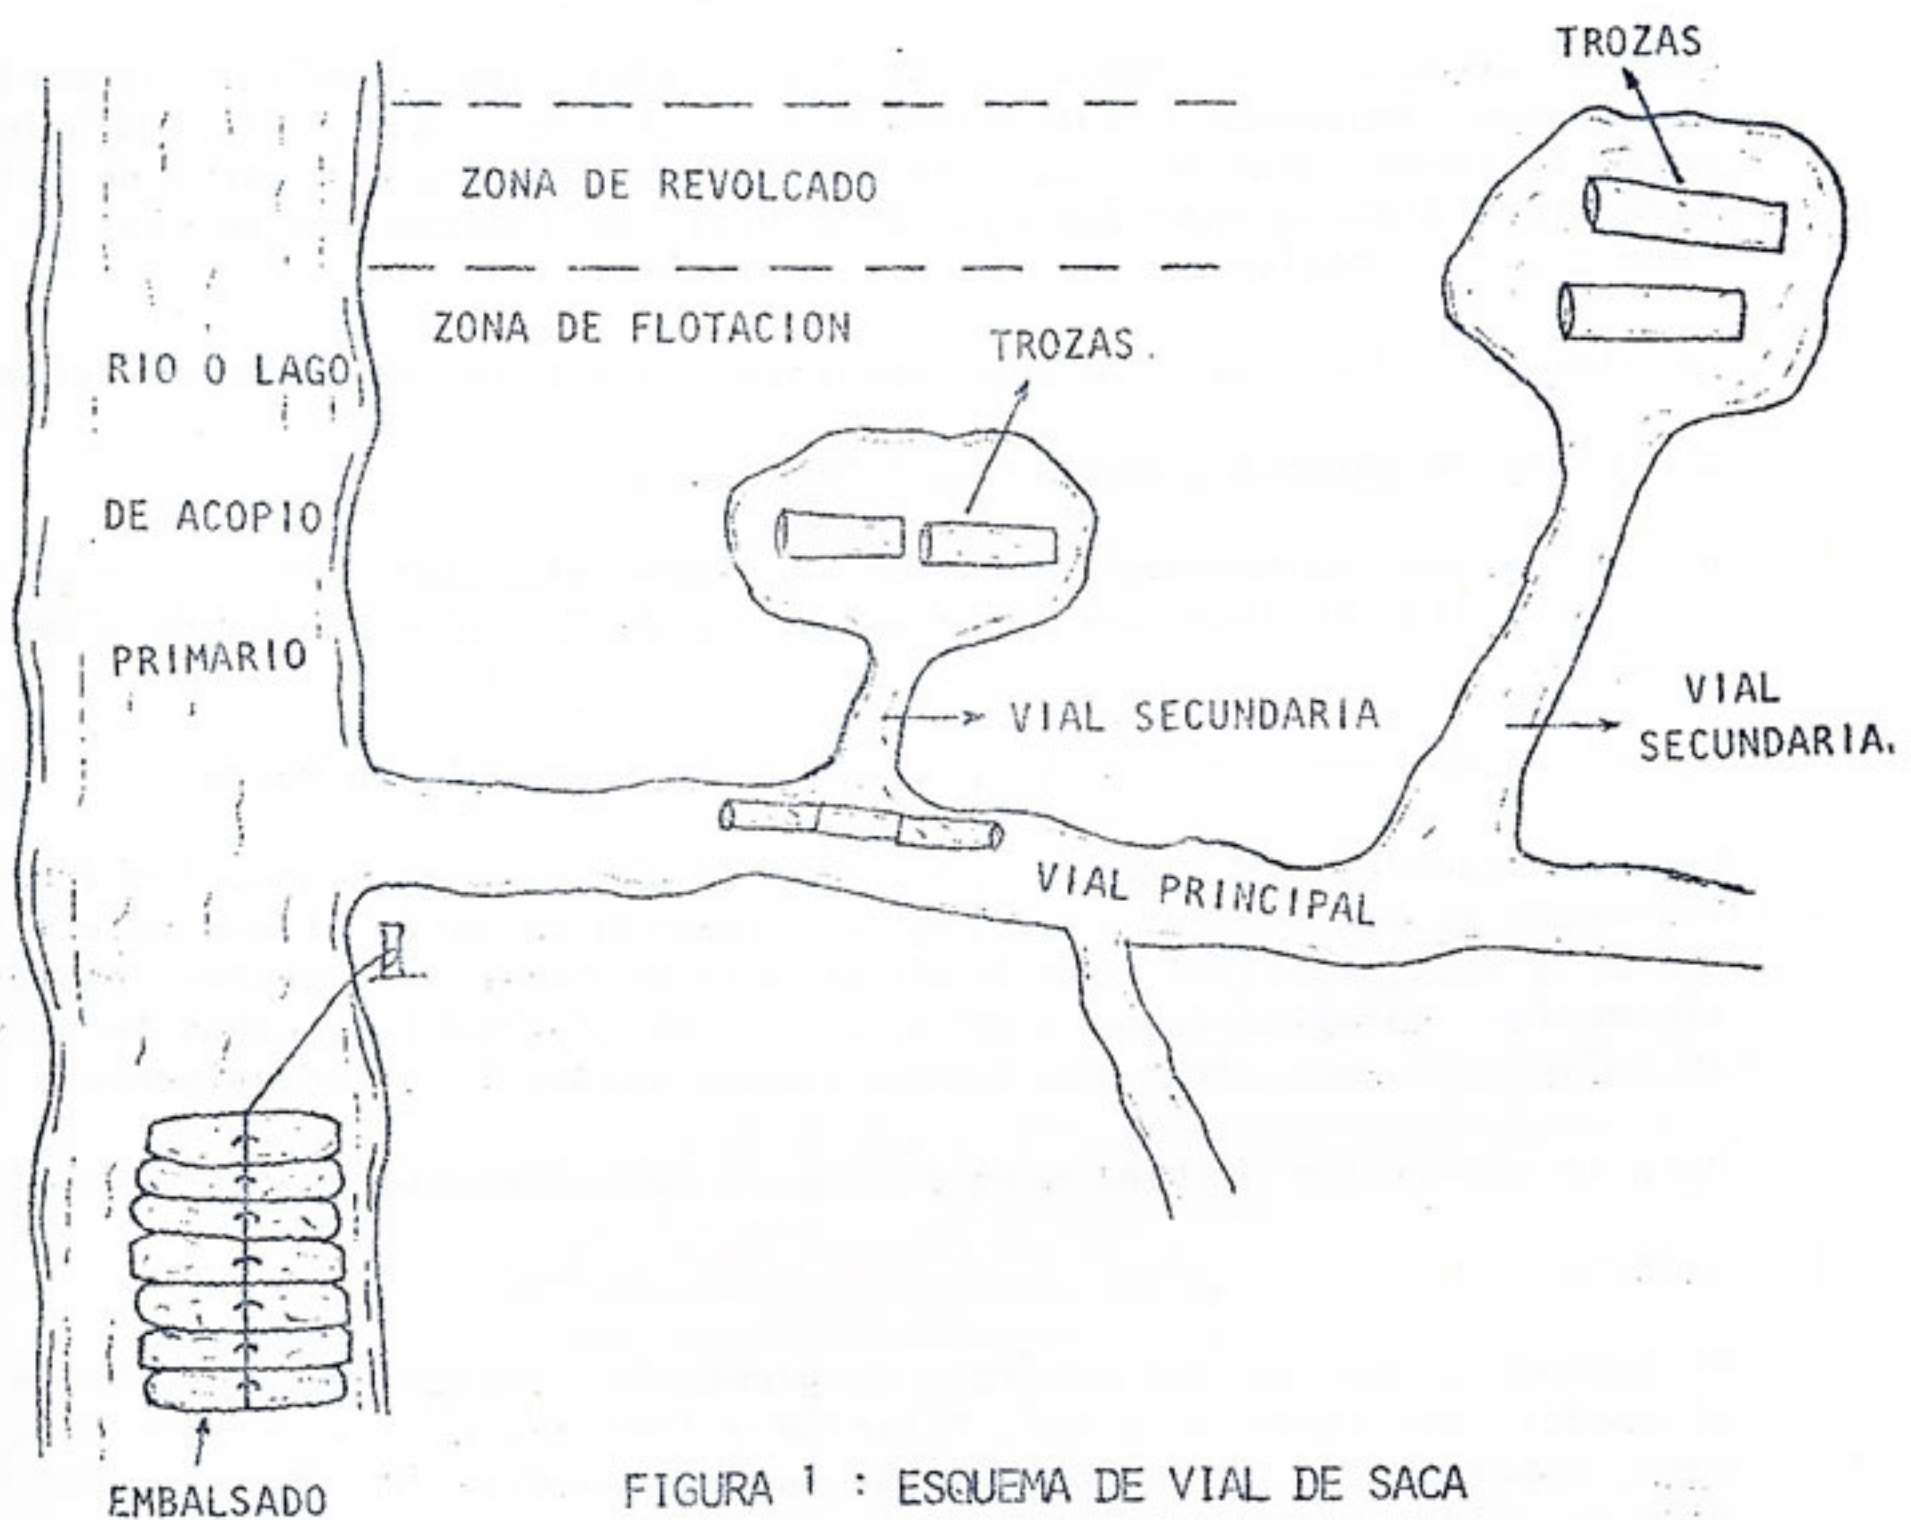 TROZAS
ZONA DE REVOLCADO
ZONA DE FLOTACION
TROZAS.
RIO O LAGO
DE ACOPIO
PRIMARIO
VIAL SECUNDARIA
VIAL
SECUNDARIA.
VIAL PRINCIPAL
EMBALSADO
FIGURA 1 : ESQUEMA DE VIAL DE SACA